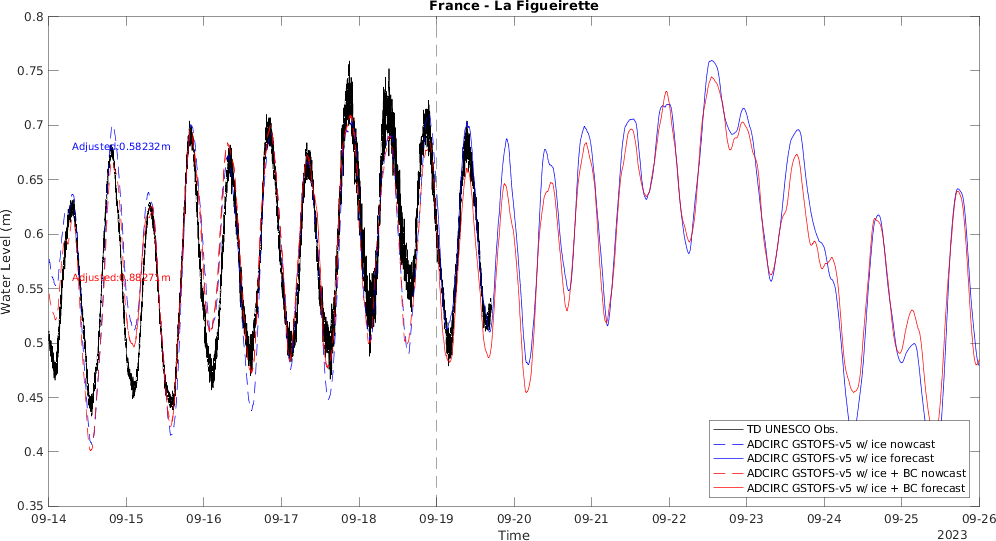 France - La Figueirette
0.8
0.75
0.7
0.65
0.6
0.55
0.5
0.45
0.4
0.35
Water Level (m)
Adjusted:0.58232m
TD UNESCO Obs.
ADCIRC GSTOFS-v5 w/ ice nowcast
ADCIRC GSTOFS-v5 w/ ice forecast
ADCIRC GSTOFS-v5 w/ ice + BC nowcast
ADCIRC GSTOFS-v5 w/ ice + BC forecast
09-14 09-15 09-16 09-17 09-18 09-19 09-20 09-21 09-22 09-23 09-24 09-25 09-26
Time
2023